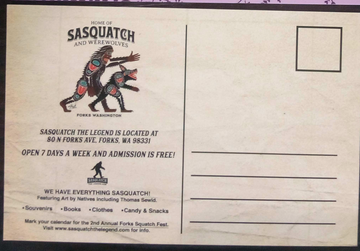 HOME OF
SASQUATCH
AND WEREWOLVES
FORKS WASHINGTON
SASQUATCH THE LEGEND IS LOCATED AT
80 N FORKS AVE. FORKS, WA 98331
OPEN 7 DAYS A WEEK AND ADMISSION IS FREE!
SASQUATCH
WE HAVE EVERYTHING SASQUATCH!
Featuring Art by Natives including Thomas Sewid.
•Souvenirs •Books •Clothes •Candy & Snacks
Mark your calendar for the 2nd Annual Forks Squatch Fest.
Visit www.sasquatchthelegend.com for info.